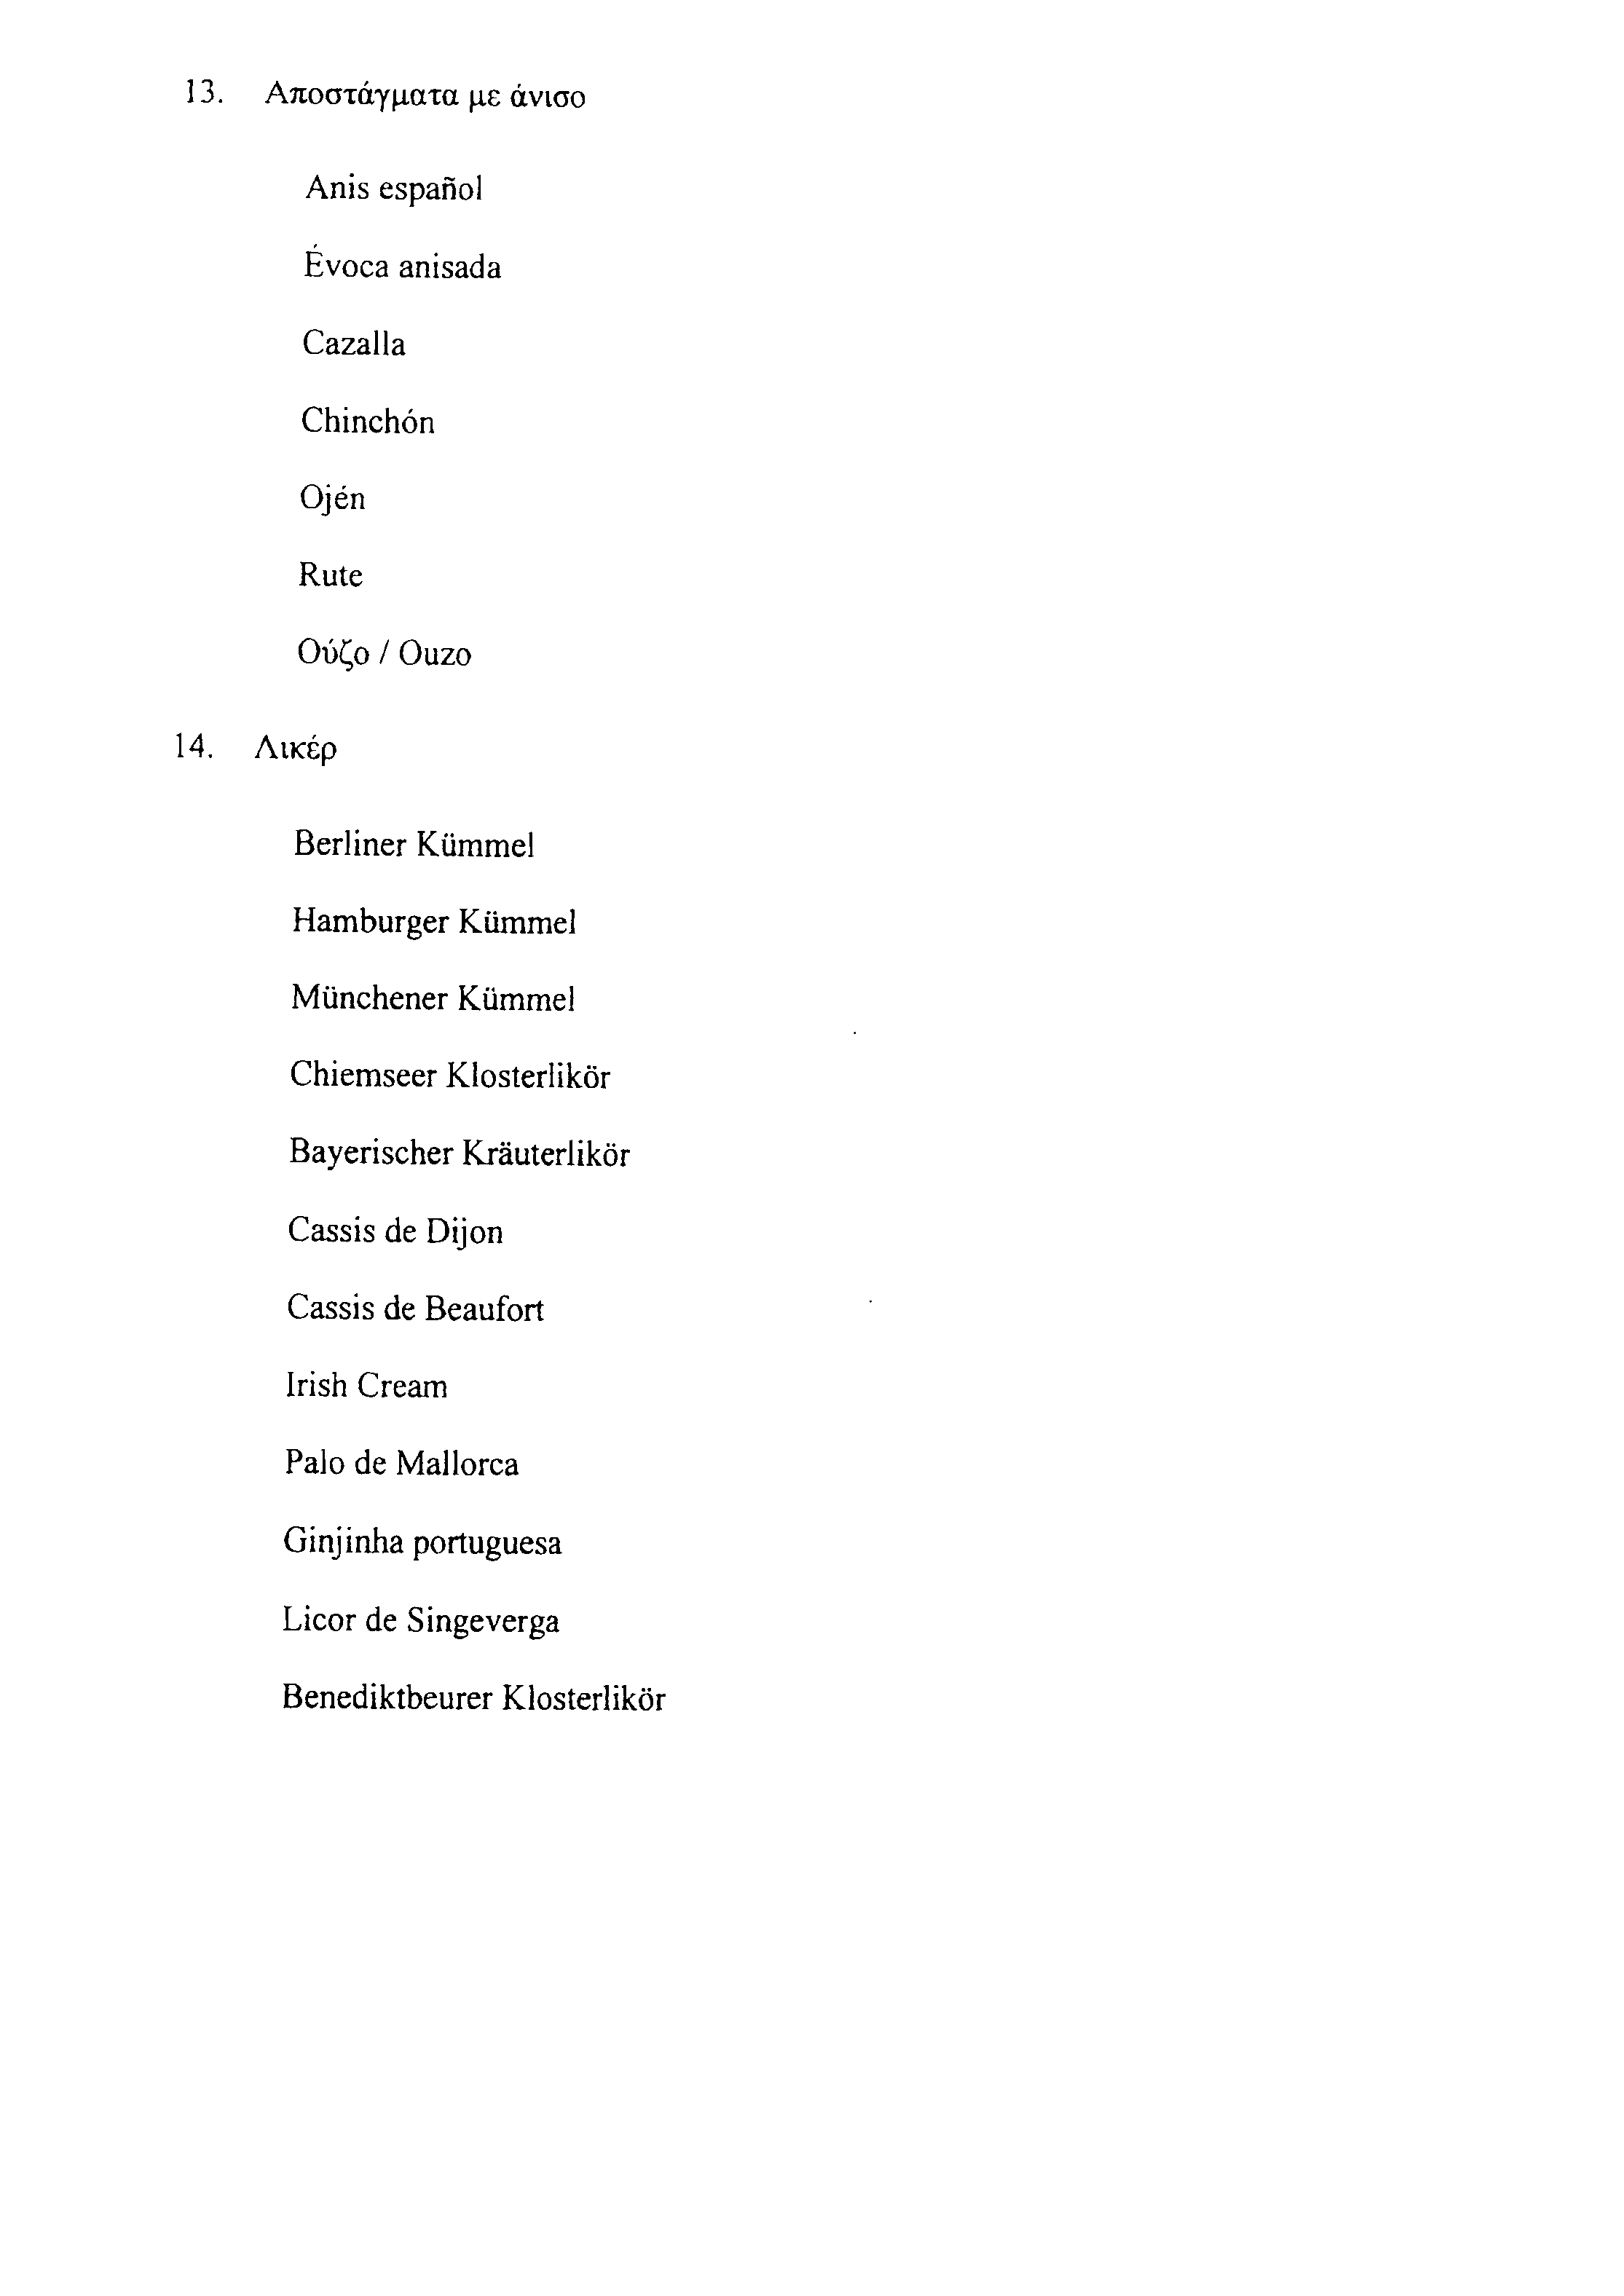 13. Αποστάγματα με άνισο
Anis español
Évoca anisada
Cazalla
Chinchón
Ojén
Rute
Ούζο / Ouzo
14. Λικέρ
Berliner Kümmel
Hamburger Kümmel
Münchener Kümmel
Chiemseer Klosterlikör
Bayerischer Kräuterlikör
Cassis de Dijon
Cassis de Beaufort
Irish Cream
Palo de Mallorca
Ginjinha portuguesa
Licor de Singeverga
Benediktbeurer Klosterlikör